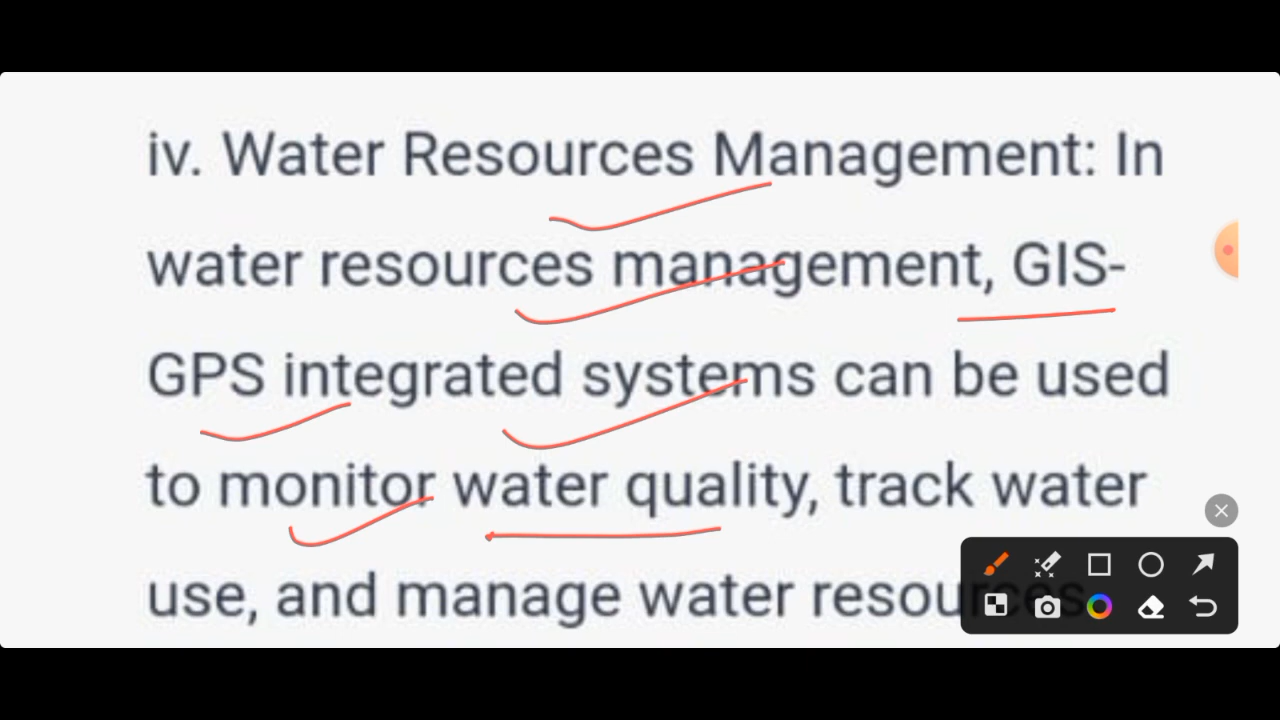 iv. Water Resources Management: In
water resources management, GIS-
GPS integrated systems can be used
to monitor water quality, track water
use, and manage water resources